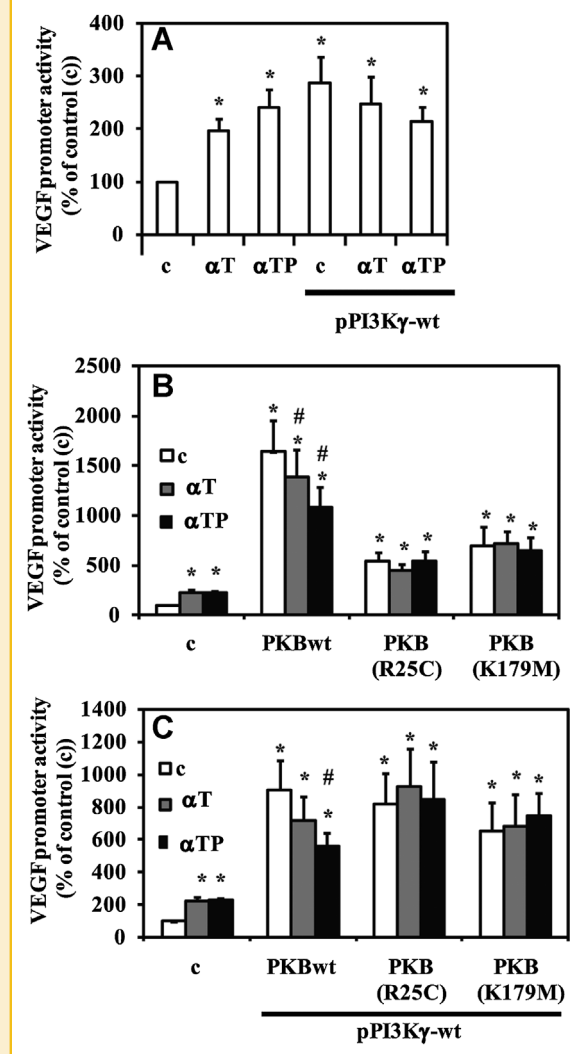 A
VEGF promoter activity
(% of control (c))
400
300
200
100
0
* * * * * *
c αT αTP c αT αTP
pPI3Kγ-wt
B
VEGF promoter activity
(% of control (c))
2500
2000
1500
1000
500
0
c
αT
αTP
* *
* # * # *
* * *
* * *
c PKBwt PKB (R25C) PKB (K179M)
C
VEGF promoter activity
(% of control (c))
1400
1200
1000
800
600
400
200
0
c
αT
αTP
* *
* * # *
* * *
* * *
c PKBwt PKB (R25C) PKB (K179M)
pPI3Kγ-wt